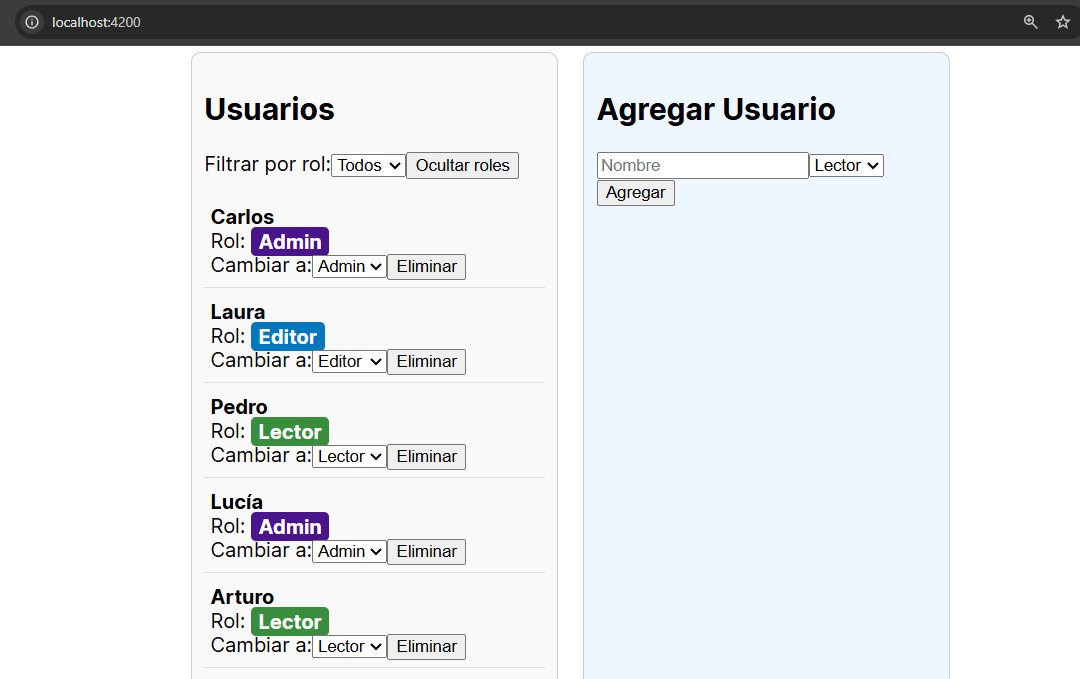 localhost:4200
Usuarios
Filtrar por rol: Todos Ocultar roles
Carlos
Rol: Admin
Cambiar a: Admin Eliminar
Laura
Rol: Editor
Cambiar a: Editor Eliminar
Pedro
Rol: Lector
Cambiar a: Lector Eliminar
Lucía
Rol: Admin
Cambiar a: Admin Eliminar
Arturo
Rol: Lector
Cambiar a: Lector Eliminar
Agregar Usuario
Nombre Lector
Agregar